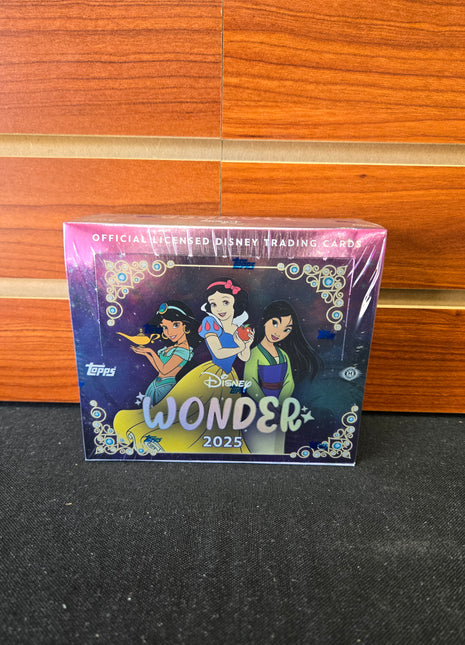 OFFICIAL LICENSED DISNEY TRADING CARDS
Topps
Disney
WONDER
2025